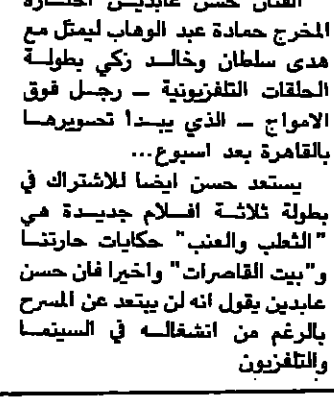 الفنان حسن عابدين اختاره
المخرج حمادة عبد الوهاب ليمثل مع
هدى سلطان وخالد زكي بطولة
الحلقات التلفزيونية ــ رجل فوق
الامواج ــ الذي يبدأ تصويرها
بالقاهرة بعد اسبوع...
يستعد حسن ايضا للاشتراك في
بطولة ثلاثة افلام جديدة هي
"الثعلب والعنب" حكايات حارتنا
و"بيت القاصرات" واخيرا فان حسن
عابدين يقول انه لن يبتعد عن المسرح
بالرغم من انشغاله في السينما
والتلفزيون